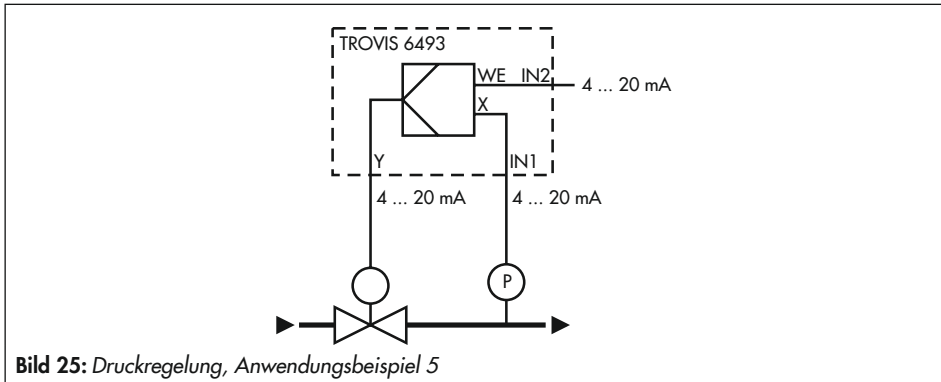 TROVIS 6493
WE IN2
4 ... 20 mA
X
Y
IN1
4 ... 20 mA
4 ... 20 mA
P
Bild 25: Druckregelung, Anwendungsbeispiel 5